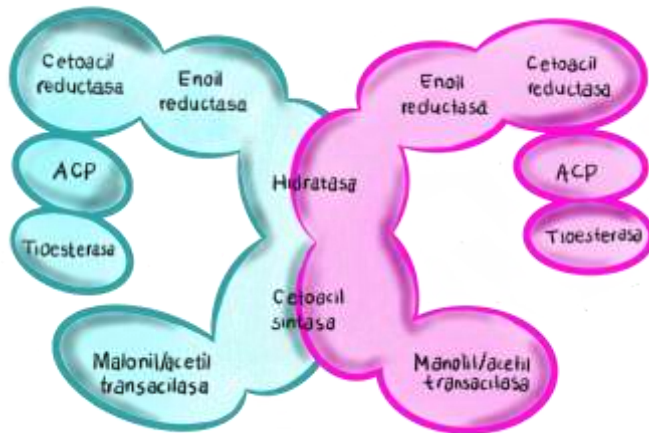 Cetoacil
reductasa
Enoil
reductasa
ACP
Tioesterasa
Hidratasa
Cetoacil
sintasa
Malonil/acetil
transacilasa
Enoil
reductasa
Cetoacil
reductasa
ACP
Tioesterasa
Manolil/acetil
transacilasa